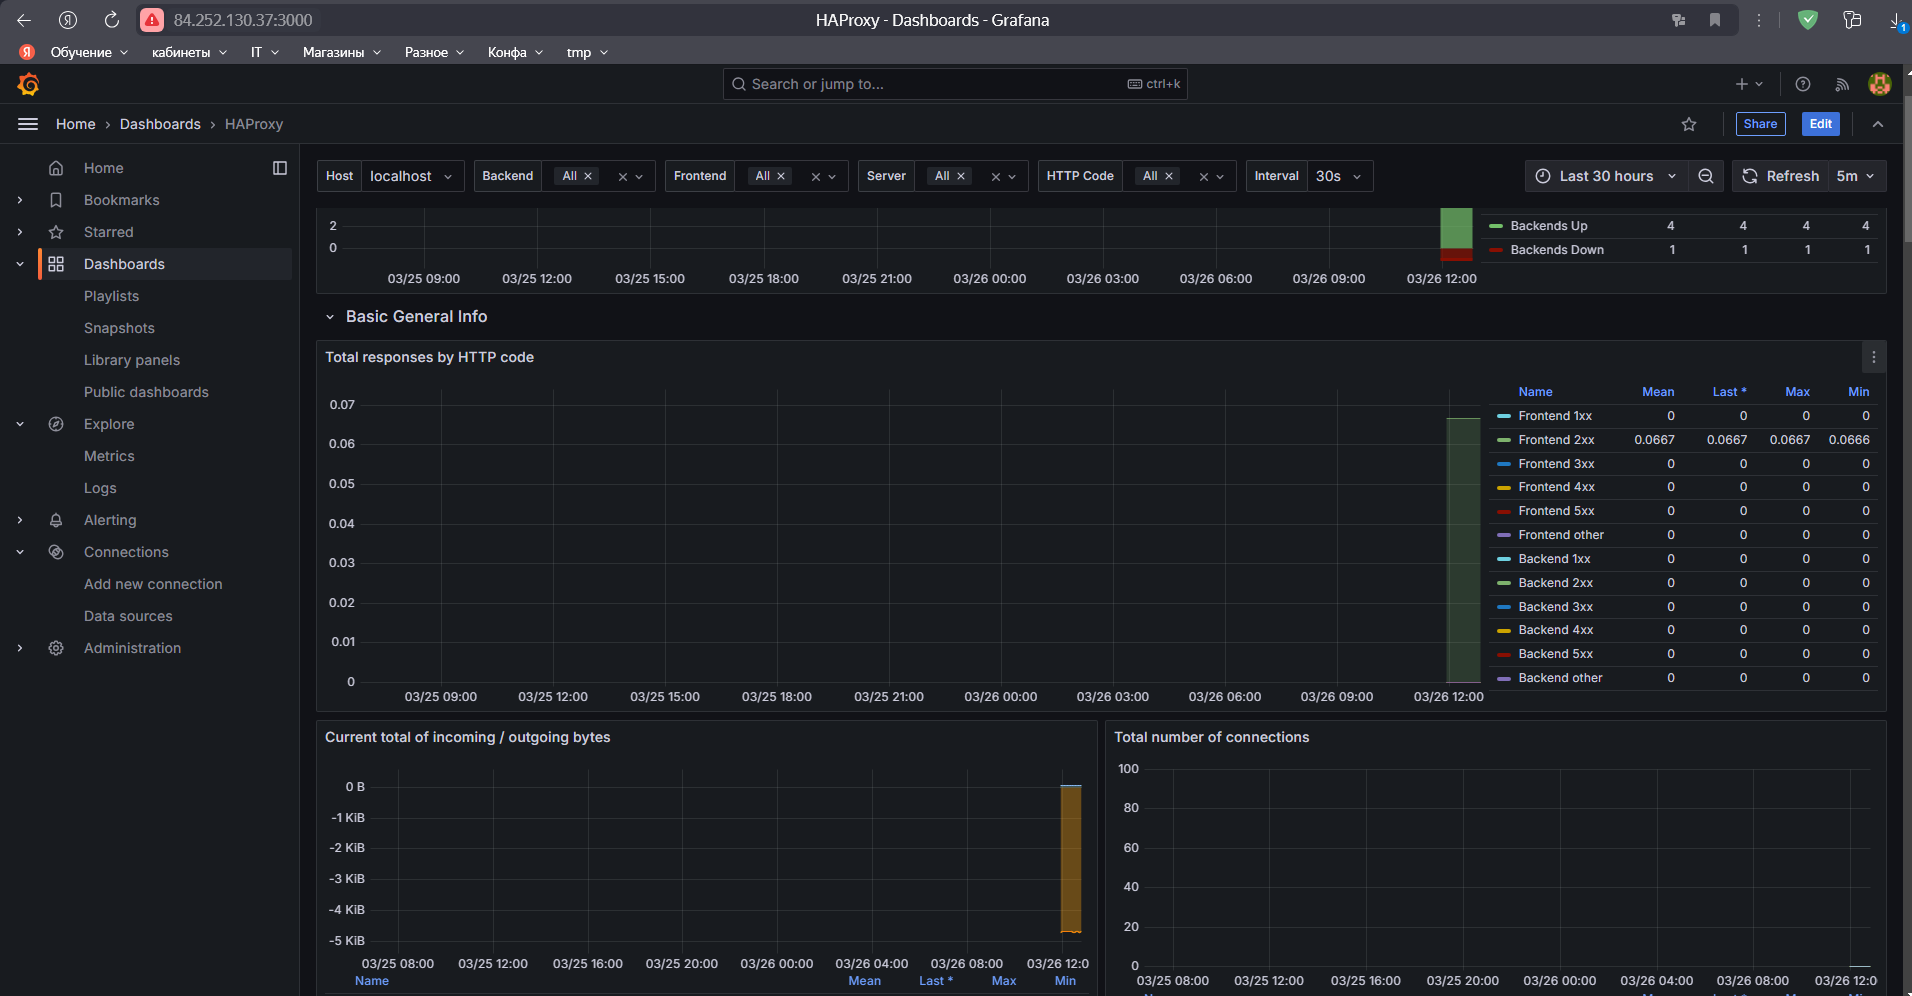 84.252.130.37:3000
HAProxy - Dashboards - Grafana
1
Я Обучение кабинеты IT Магазины Разное Конфа tmp
Search or jump to... ctrl+k
Home › Dashboards › HAProxy
Share Edit
Home
Bookmarks
Starred
Dashboards
Playlists
Snapshots
Library panels
Public dashboards
Explore
Metrics
Logs
Alerting
Connections
Add new connection
Data sources
Administration
Host localhost Backend All Frontend All Server All HTTP Code All Interval 30s Last 30 hours Refresh 5m
2
0
03/25 09:00 03/25 12:00 03/25 15:00 03/25 18:00 03/25 21:00 03/26 00:00 03/26 03:00 03/26 06:00 03/26 09:00 03/26 12:00
Backends Up 4 4 4 4
Backends Down 1 1 1 1
Basic General Info
Total responses by HTTP code
0.07
0.06
0.05
0.04
0.03
0.02
0.01
0
03/25 09:00 03/25 12:00 03/25 15:00 03/25 18:00 03/25 21:00 03/26 00:00 03/26 03:00 03/26 06:00 03/26 09:00 03/26 12:00
Name Mean Last * Max Min
Frontend 1xx 0 0 0 0
Frontend 2xx 0.0667 0.0667 0.0667 0.0666
Frontend 3xx 0 0 0 0
Frontend 4xx 0 0 0 0
Frontend 5xx 0 0 0 0
Frontend other 0 0 0 0
Backend 1xx 0 0 0 0
Backend 2xx 0 0 0 0
Backend 3xx 0 0 0 0
Backend 4xx 0 0 0 0
Backend 5xx 0 0 0 0
Backend other 0 0 0 0
Current total of incoming / outgoing bytes
0 B
-1 KiB
-2 KiB
-3 KiB
-4 KiB
-5 KiB
03/25 08:00 03/25 12:00 03/25 16:00 03/25 20:00 03/26 00:00 03/26 04:00 03/26 08:00 03/26 12:0
Name Mean Last * Max Min
Total number of connections
100
80
60
40
20
0
03/25 08:00 03/25 12:00 03/25 16:00 03/25 20:00 03/26 00:00 03/26 04:00 03/26 08:00 03/26 12:0